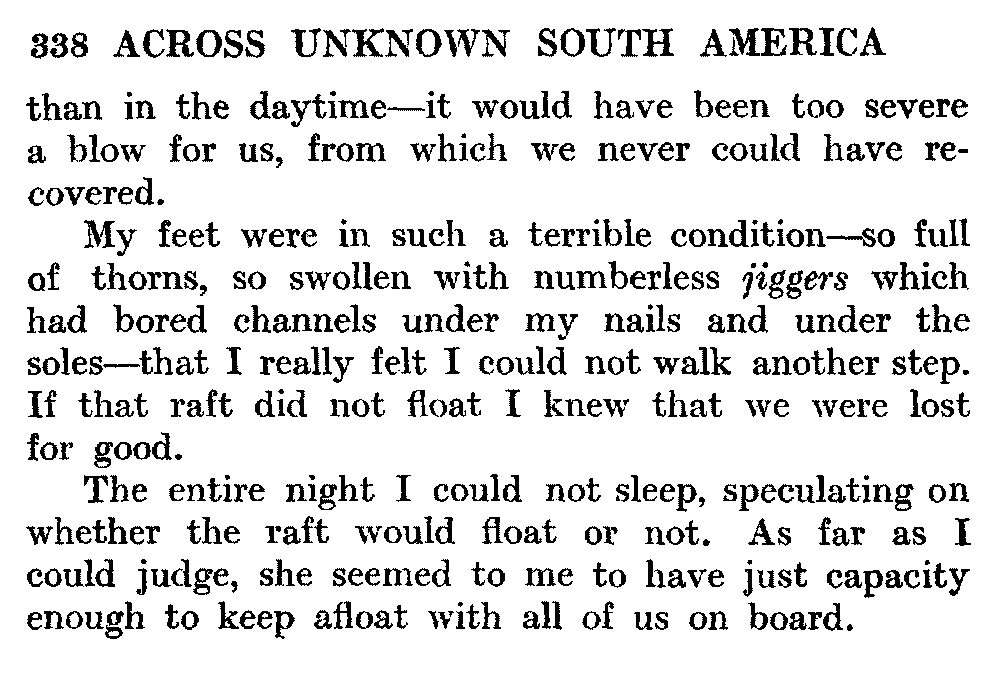 338 ACROSS UNKNOWN SOUTH AMERICA
than in the daytime—it would have been too severe
a blow for us, from which we never could have re-
covered.
My feet were in such a terrible condition—so full
of thorns, so swollen with numberless jiggers which
had bored channels under my nails and under the
soles—that I really felt I could not walk another step.
If that raft did not float I knew that we were lost
for good.
The entire night I could not sleep, speculating on
whether the raft would float or not. As far as I
could judge, she seemed to me to have just capacity
enough to keep afloat with all of us on board.